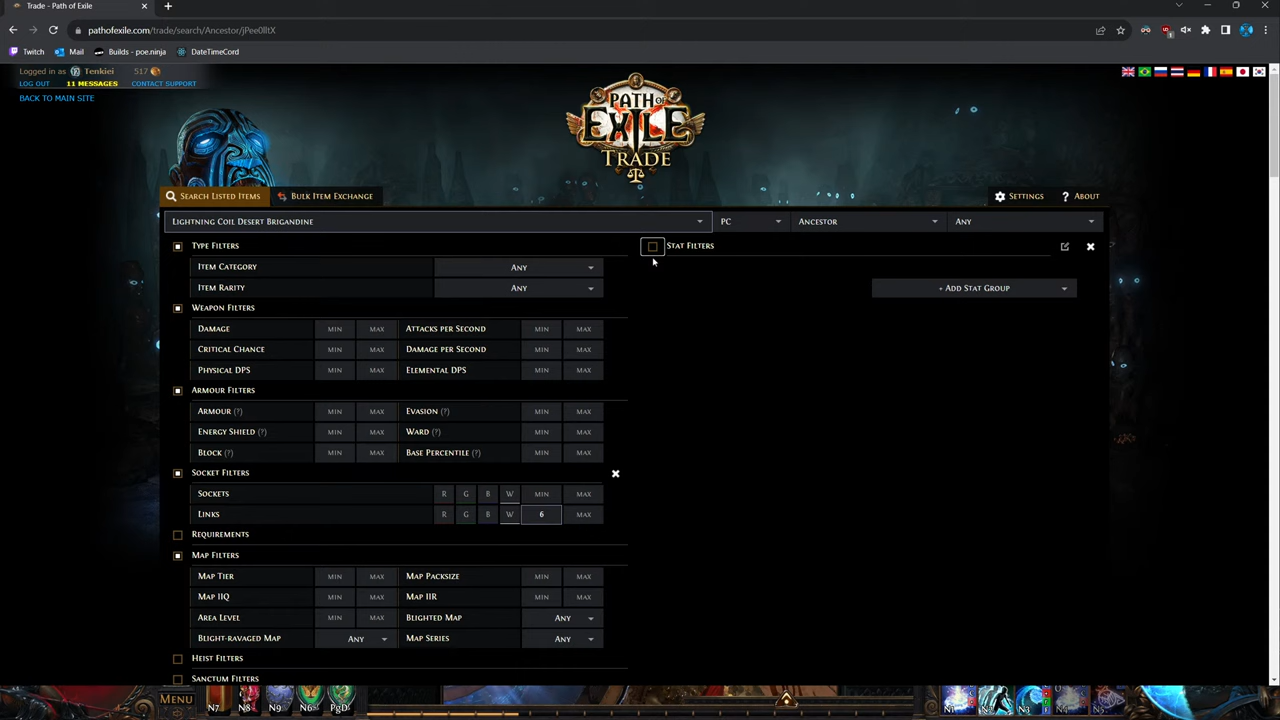 Trade - Path of Exile
pathofexile.com/trade/search/Ancestor/jPee0lltX
Twitch Mail Builds - poe.ninja DateTimeCord
Logged in as Tenkiei 517
LOG OUT 11 MESSAGES CONTACT SUPPORT
BACK TO MAIN SITE
PATH OF EXILE TRADE
SEARCH LISTED ITEMS BULK ITEM EXCHANGE SETTINGS ? ABOUT
LIGHTNING COIL DESERT BRIGANDINE PC ANCESTOR ANY
TYPE FILTERS STAT FILTERS
ITEM CATEGORY ANY
ITEM RARITY ANY + ADD STAT GROUP
WEAPON FILTERS
DAMAGE MIN MAX ATTACKS PER SECOND MIN MAX
CRITICAL CHANCE MIN MAX DAMAGE PER SECOND MIN MAX
PHYSICAL DPS MIN MAX ELEMENTAL DPS MIN MAX
ARMOUR FILTERS
ARMOUR (?) MIN MAX EVASION (?) MIN MAX
ENERGY SHIELD (?) MIN MAX WARD (?) MIN MAX
BLOCK (?) MIN MAX BASE PERCENTILE (?) MIN MAX
SOCKET FILTERS
SOCKETS R G B W MIN MAX
LINKS R G B W 6 MAX
REQUIREMENTS
MAP FILTERS
MAP TIER MIN MAX MAP PACKSIZE MIN MAX
MAP IIQ MIN MAX MAP IIR MIN MAX
AREA LEVEL MIN MAX BLIGHTED MAP ANY
BLIGHT-RAVAGED MAP ANY MAP SERIES ANY
HEIST FILTERS
SANCTUM FILTERS
MENU N7 N8 N9 N6 PgD N1 N2 N3